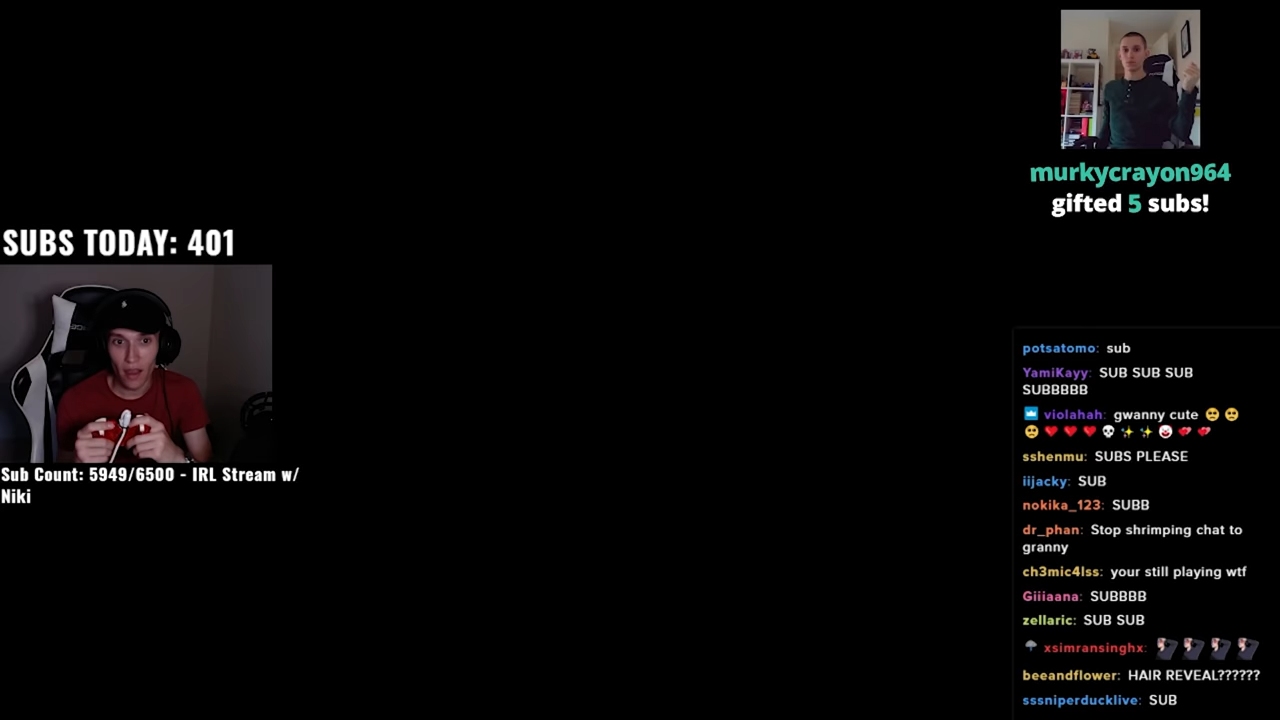 murkycrayon964
gifted 5 subs!
SUBS TODAY: 401
Sub Count: 5949/6500 - IRL Stream w/
Niki
potsatomo: sub
YamiKayy: SUB SUB SUB
SUBBBBB
violahah: gwanny cute 🥺 🥺
🥺 ❤️ ❤️ ❤️ 💀 ✨ ✨ 🤡 💕 💕
sshenmu: SUBS PLEASE
iijacky: SUB
nokika_123: SUBB
dr_phan: Stop shrimping chat to
granny
ch3mic4lss: your still playing wtf
Giiiaana: SUBBBB
zellaric: SUB SUB
xsimransinghx:
beeandflower: HAIR REVEAL??????
sssniperducklive: SUB